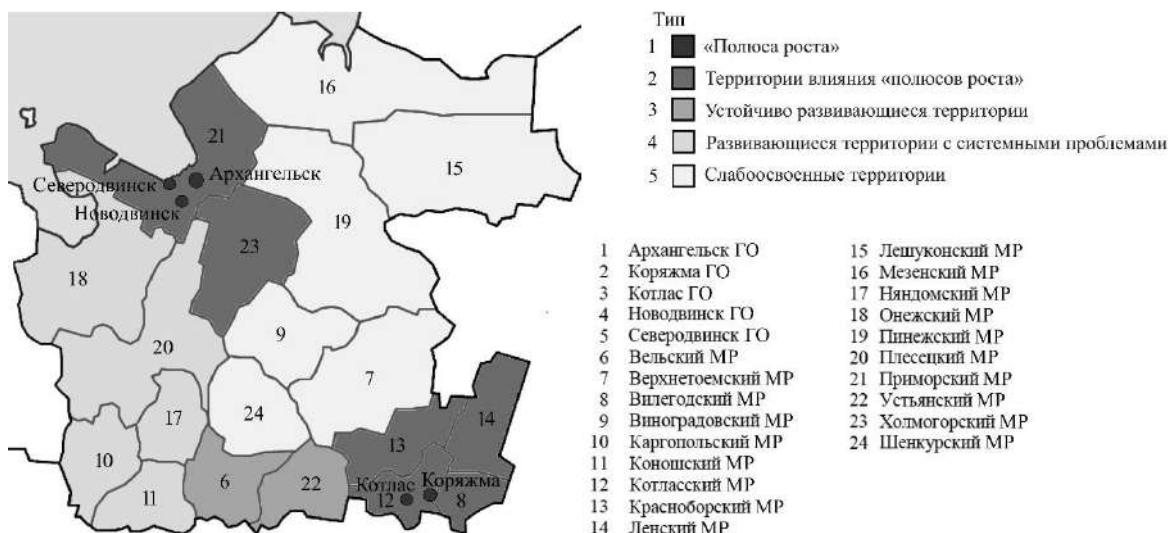 Тип
1 «Полюса роста»
2 Территории влияния «полюсов роста»
3 Устойчиво развивающиеся территории
4 Развивающиеся территории с системными проблемами
5 Слабоосвоенные территории
16
21
15
Северодвинск
Архангельск
Новодвинск
19
23
18
9
20
7
24
17
14
13
10
6
22
11
Котлас
Коряжма
12
8
1 Архангельск ГО
2 Коряжма ГО
3 Котлас ГО
4 Новодвинск ГО
5 Северодвинск ГО
6 Вельский МР
7 Верхнетоемский МР
8 Вилегодский МР
9 Виноградовский МР
10 Каргопольский МР
11 Коношский МР
12 Котласский МР
13 Красноборский МР
14 Ленский МР
15 Лешуконский МР
16 Мезенский МР
17 Няндомский МР
18 Онежский МР
19 Пинежский МР
20 Плесецкий МР
21 Приморский МР
22 Устьянский МР
23 Холмогорский МР
24 Шенкурский МР